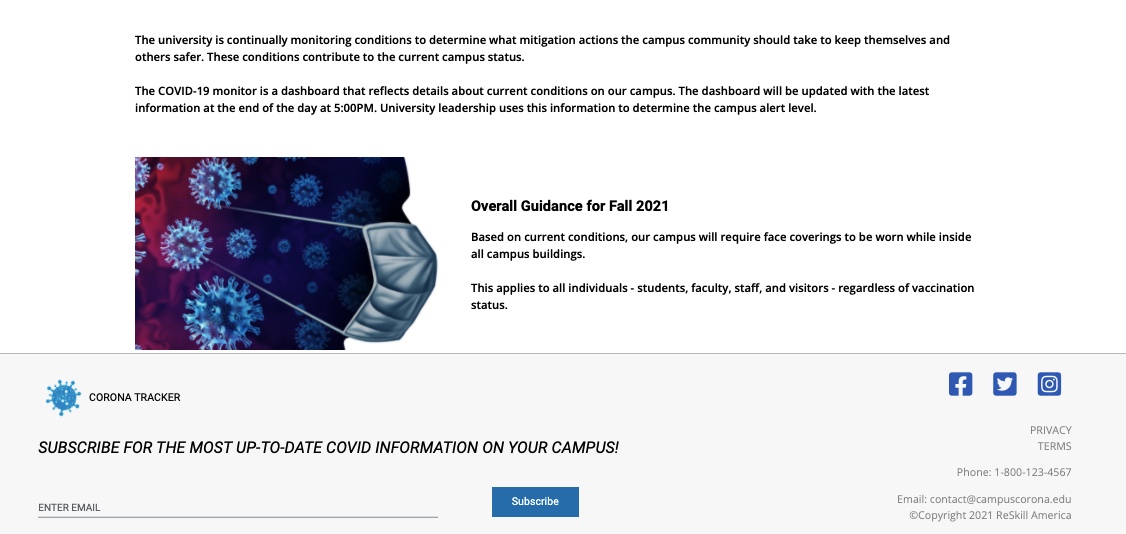 The university is continually monitoring conditions to determine what mitigation actions the campus community should take to keep themselves and
others safer. These conditions contribute to the current campus status.
The COVID-19 monitor is a dashboard that reflects details about current conditions on our campus. The dashboard will be updated with the latest
information at the end of the day at 5:00PM. University leadership uses this information to determine the campus alert level.
Overall Guidance for Fall 2021
Based on current conditions, our campus will require face coverings to be worn while inside
all campus buildings.
This applies to all individuals - students, faculty, staff, and visitors - regardless of vaccination
status.
CORONA TRACKER
SUBSCRIBE FOR THE MOST UP-TO-DATE COVID INFORMATION ON YOUR CAMPUS!
ENTER EMAIL
Subscribe
PRIVACY
TERMS
Phone: 1-800-123-4567
Email: contact@campuscorona.edu
©Copyright 2021 ReSkill America